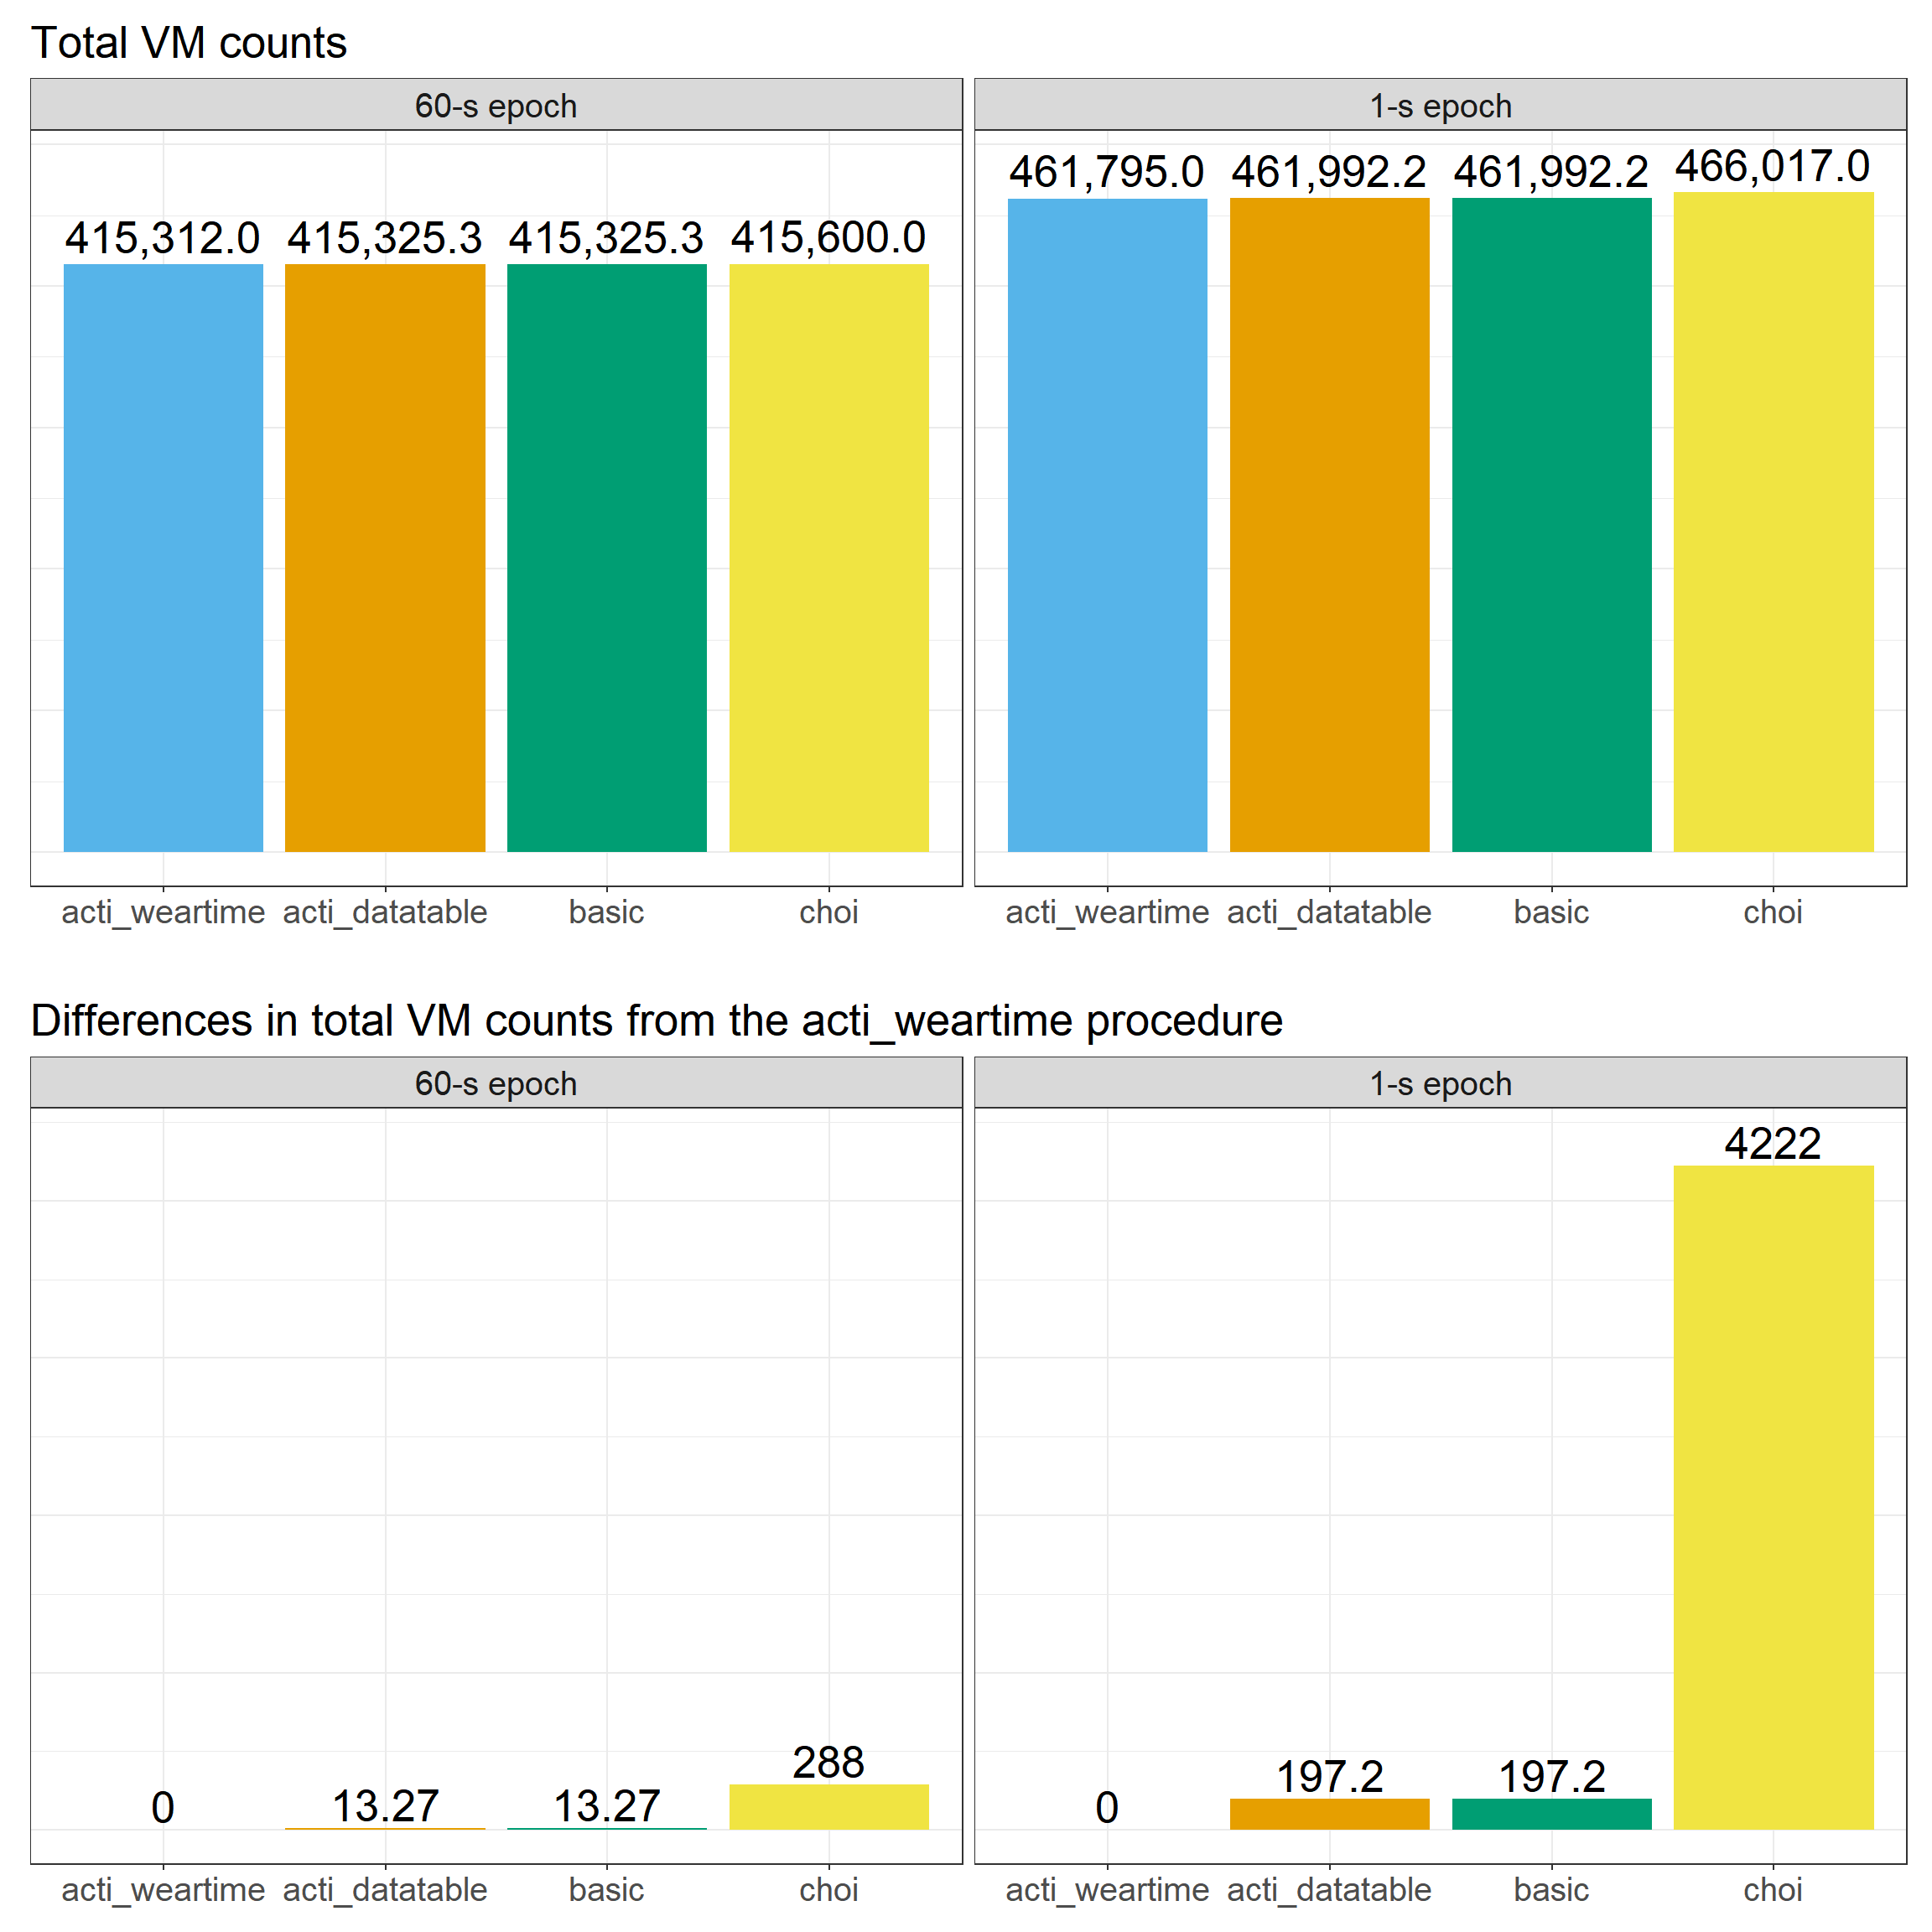 Total VM counts
60-s epoch
1-s epoch
415,312.0 415,325.3 415,325.3 415,600.0
461,795.0 461,992.2 461,992.2 466,017.0
acti_weartime acti_datatable basic choi
acti_weartime acti_datatable basic choi
Differences in total VM counts from the acti_weartime procedure
60-s epoch
1-s epoch
0 13.27 13.27 288
0 197.2 197.2 4222
acti_weartime acti_datatable basic choi
acti_weartime acti_datatable basic choi